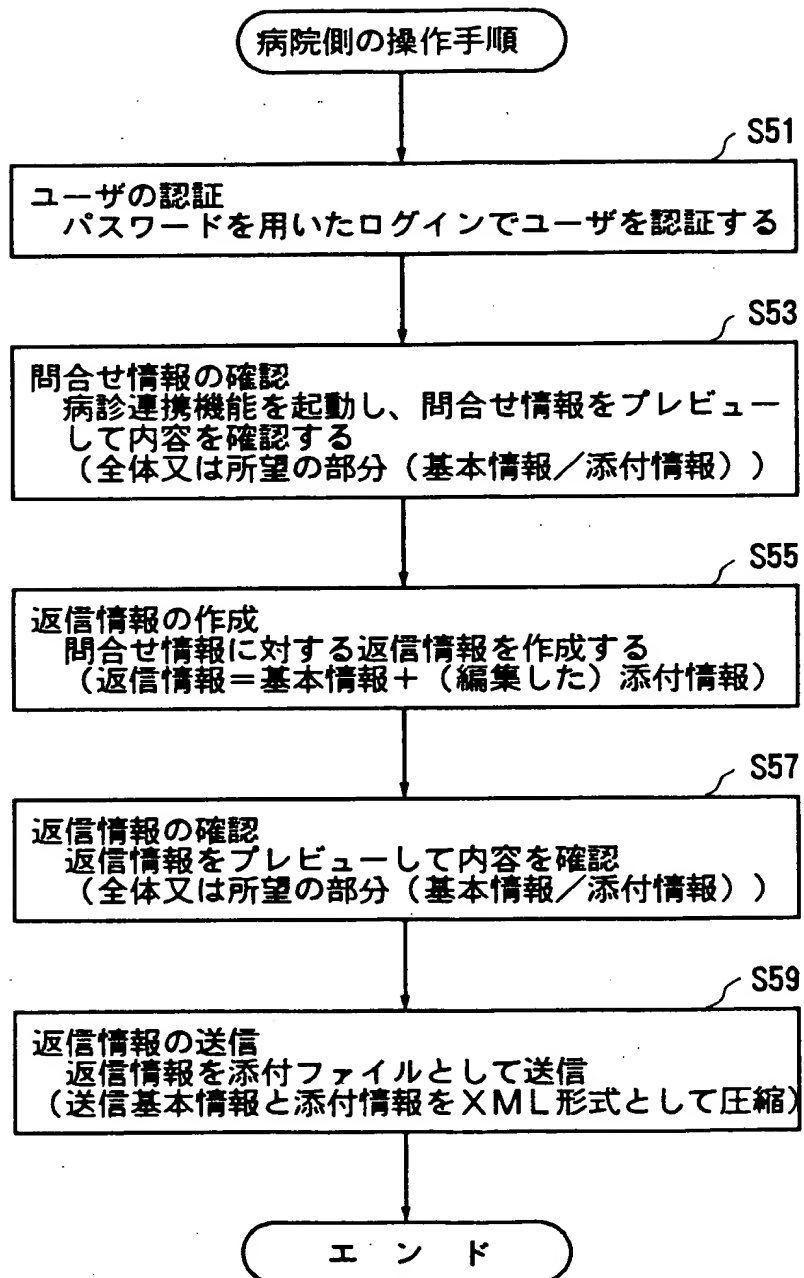 病院側の操作手順
S51
ユーザの認証
パスワードを用いたログインでユーザを認証する
S53
問合せ情報の確認
病診連携機能を起動し、問合せ情報をプレビュー
して内容を確認する
（全体又は所望の部分（基本情報／添付情報））
S55
返信情報の作成
問合せ情報に対する返信情報を作成する
（返信情報＝基本情報＋（編集した）添付情報）
S57
返信情報の確認
返信情報をプレビューして内容を確認
（全体又は所望の部分（基本情報／添付情報））
S59
返信情報の送信
返信情報を添付ファイルとして送信
（送信基本情報と添付情報をXML形式として圧縮）
エンド